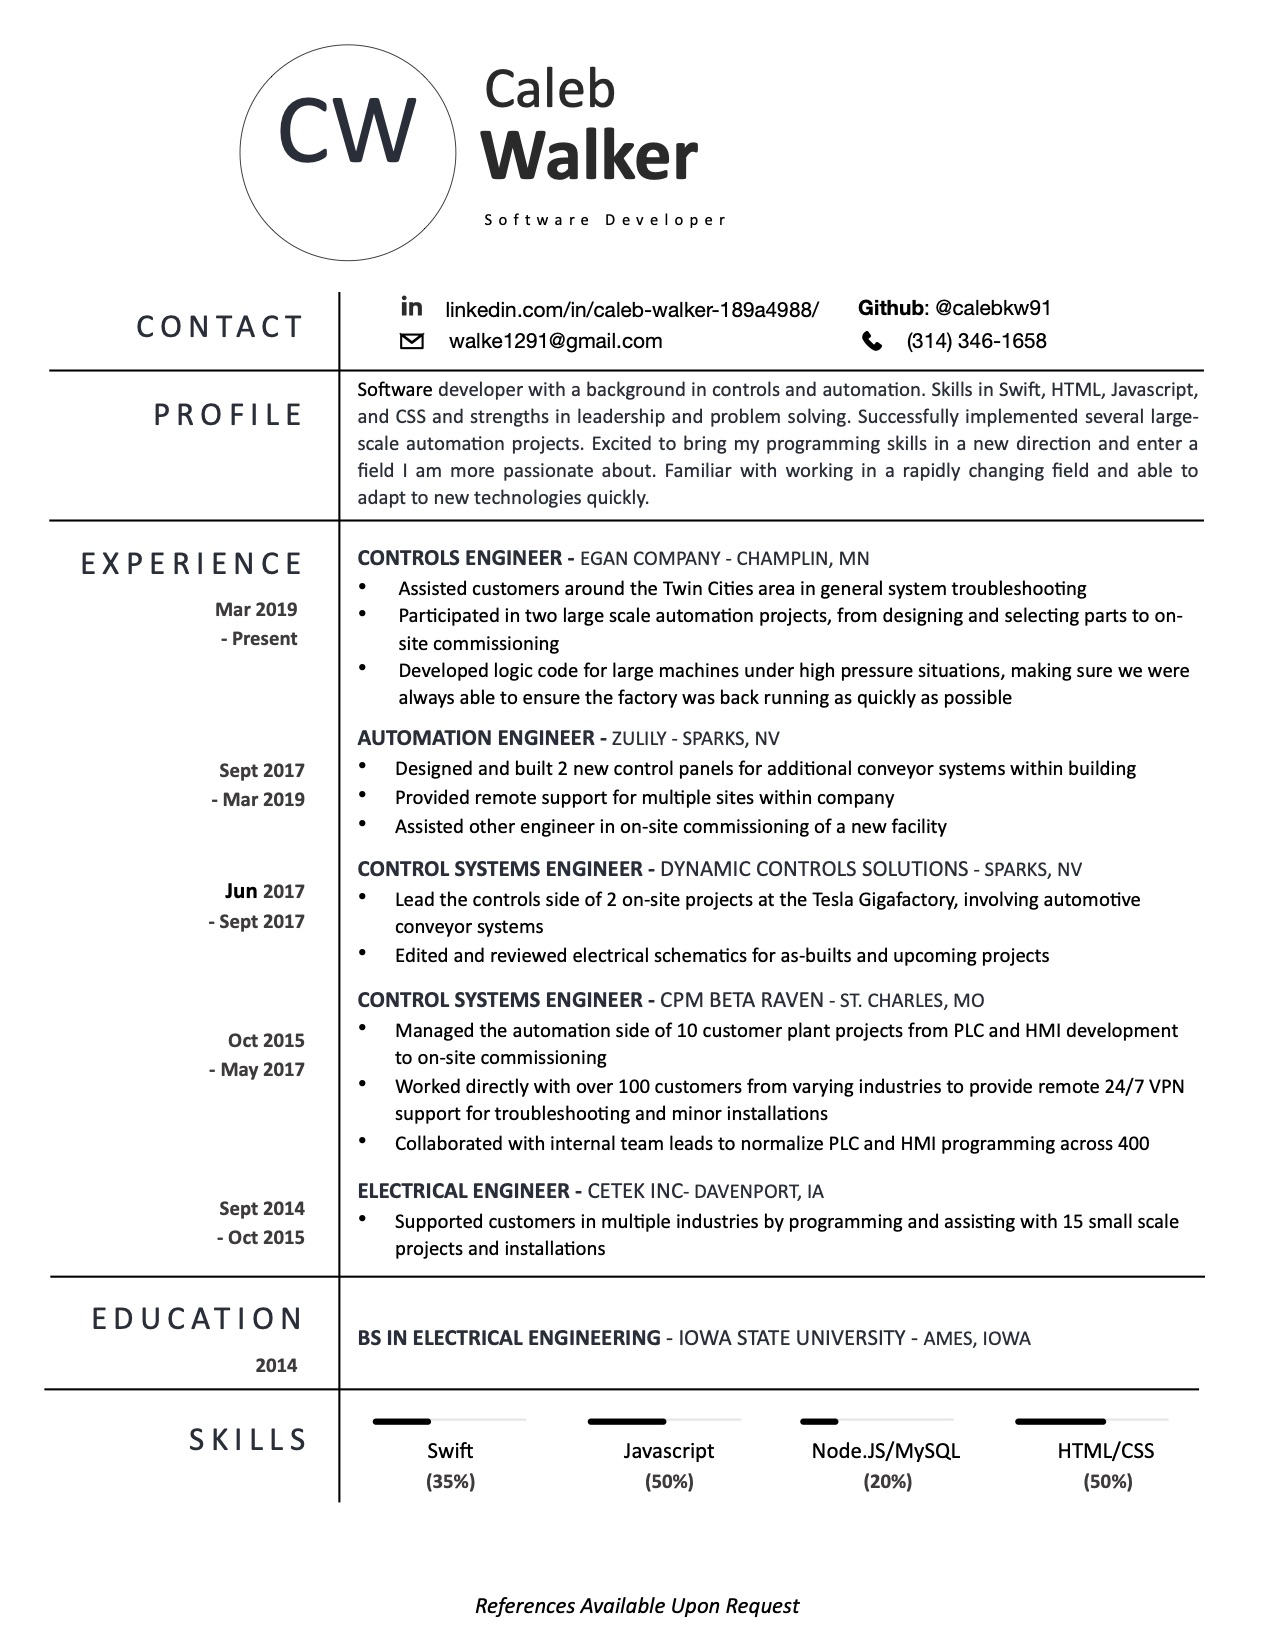 CW
Caleb
Walker
Software Developer
CONTACT
linkedin.com/in/caleb-walker-189a4988/
Github: @calebkw91
walke1291@gmail.com
(314) 346-1658
PROFILE
Software developer with a background in controls and automation. Skills in Swift, HTML, Javascript,
and CSS and strengths in leadership and problem solving. Successfully implemented several large-
scale automation projects. Excited to bring my programming skills in a new direction and enter a
field I am more passionate about. Familiar with working in a rapidly changing field and able to
adapt to new technologies quickly.
EXPERIENCE
Mar 2019
- Present
CONTROLS ENGINEER - EGAN COMPANY - CHAMPLIN, MN
• Assisted customers around the Twin Cities area in general system troubleshooting
• Participated in two large scale automation projects, from designing and selecting parts to on-
site commissioning
• Developed logic code for large machines under high pressure situations, making sure we were
always able to ensure the factory was back running as quickly as possible
Sept 2017
- Mar 2019
AUTOMATION ENGINEER - ZULILY - SPARKS, NV
• Designed and built 2 new control panels for additional conveyor systems within building
• Provided remote support for multiple sites within company
• Assisted other engineer in on-site commissioning of a new facility
Jun 2017
- Sept 2017
CONTROL SYSTEMS ENGINEER - DYNAMIC CONTROLS SOLUTIONS - SPARKS, NV
• Lead the controls side of 2 on-site projects at the Tesla Gigafactory, involving automotive
conveyor systems
• Edited and reviewed electrical schematics for as-builts and upcoming projects
Oct 2015
- May 2017
CONTROL SYSTEMS ENGINEER - CPM BETA RAVEN - ST. CHARLES, MO
• Managed the automation side of 10 customer plant projects from PLC and HMI development
to on-site commissioning
• Worked directly with over 100 customers from varying industries to provide remote 24/7 VPN
support for troubleshooting and minor installations
• Collaborated with internal team leads to normalize PLC and HMI programming across 400
Sept 2014
- Oct 2015
ELECTRICAL ENGINEER - CETEK INC- DAVENPORT, IA
• Supported customers in multiple industries by programming and assisting with 15 small scale
projects and installations
EDUCATION
2014
BS IN ELECTRICAL ENGINEERING - IOWA STATE UNIVERSITY - AMES, IOWA
SKILLS
Swift
(35%)
Javascript
(50%)
Node.JS/MySQL
(20%)
HTML/CSS
(50%)
References Available Upon Request